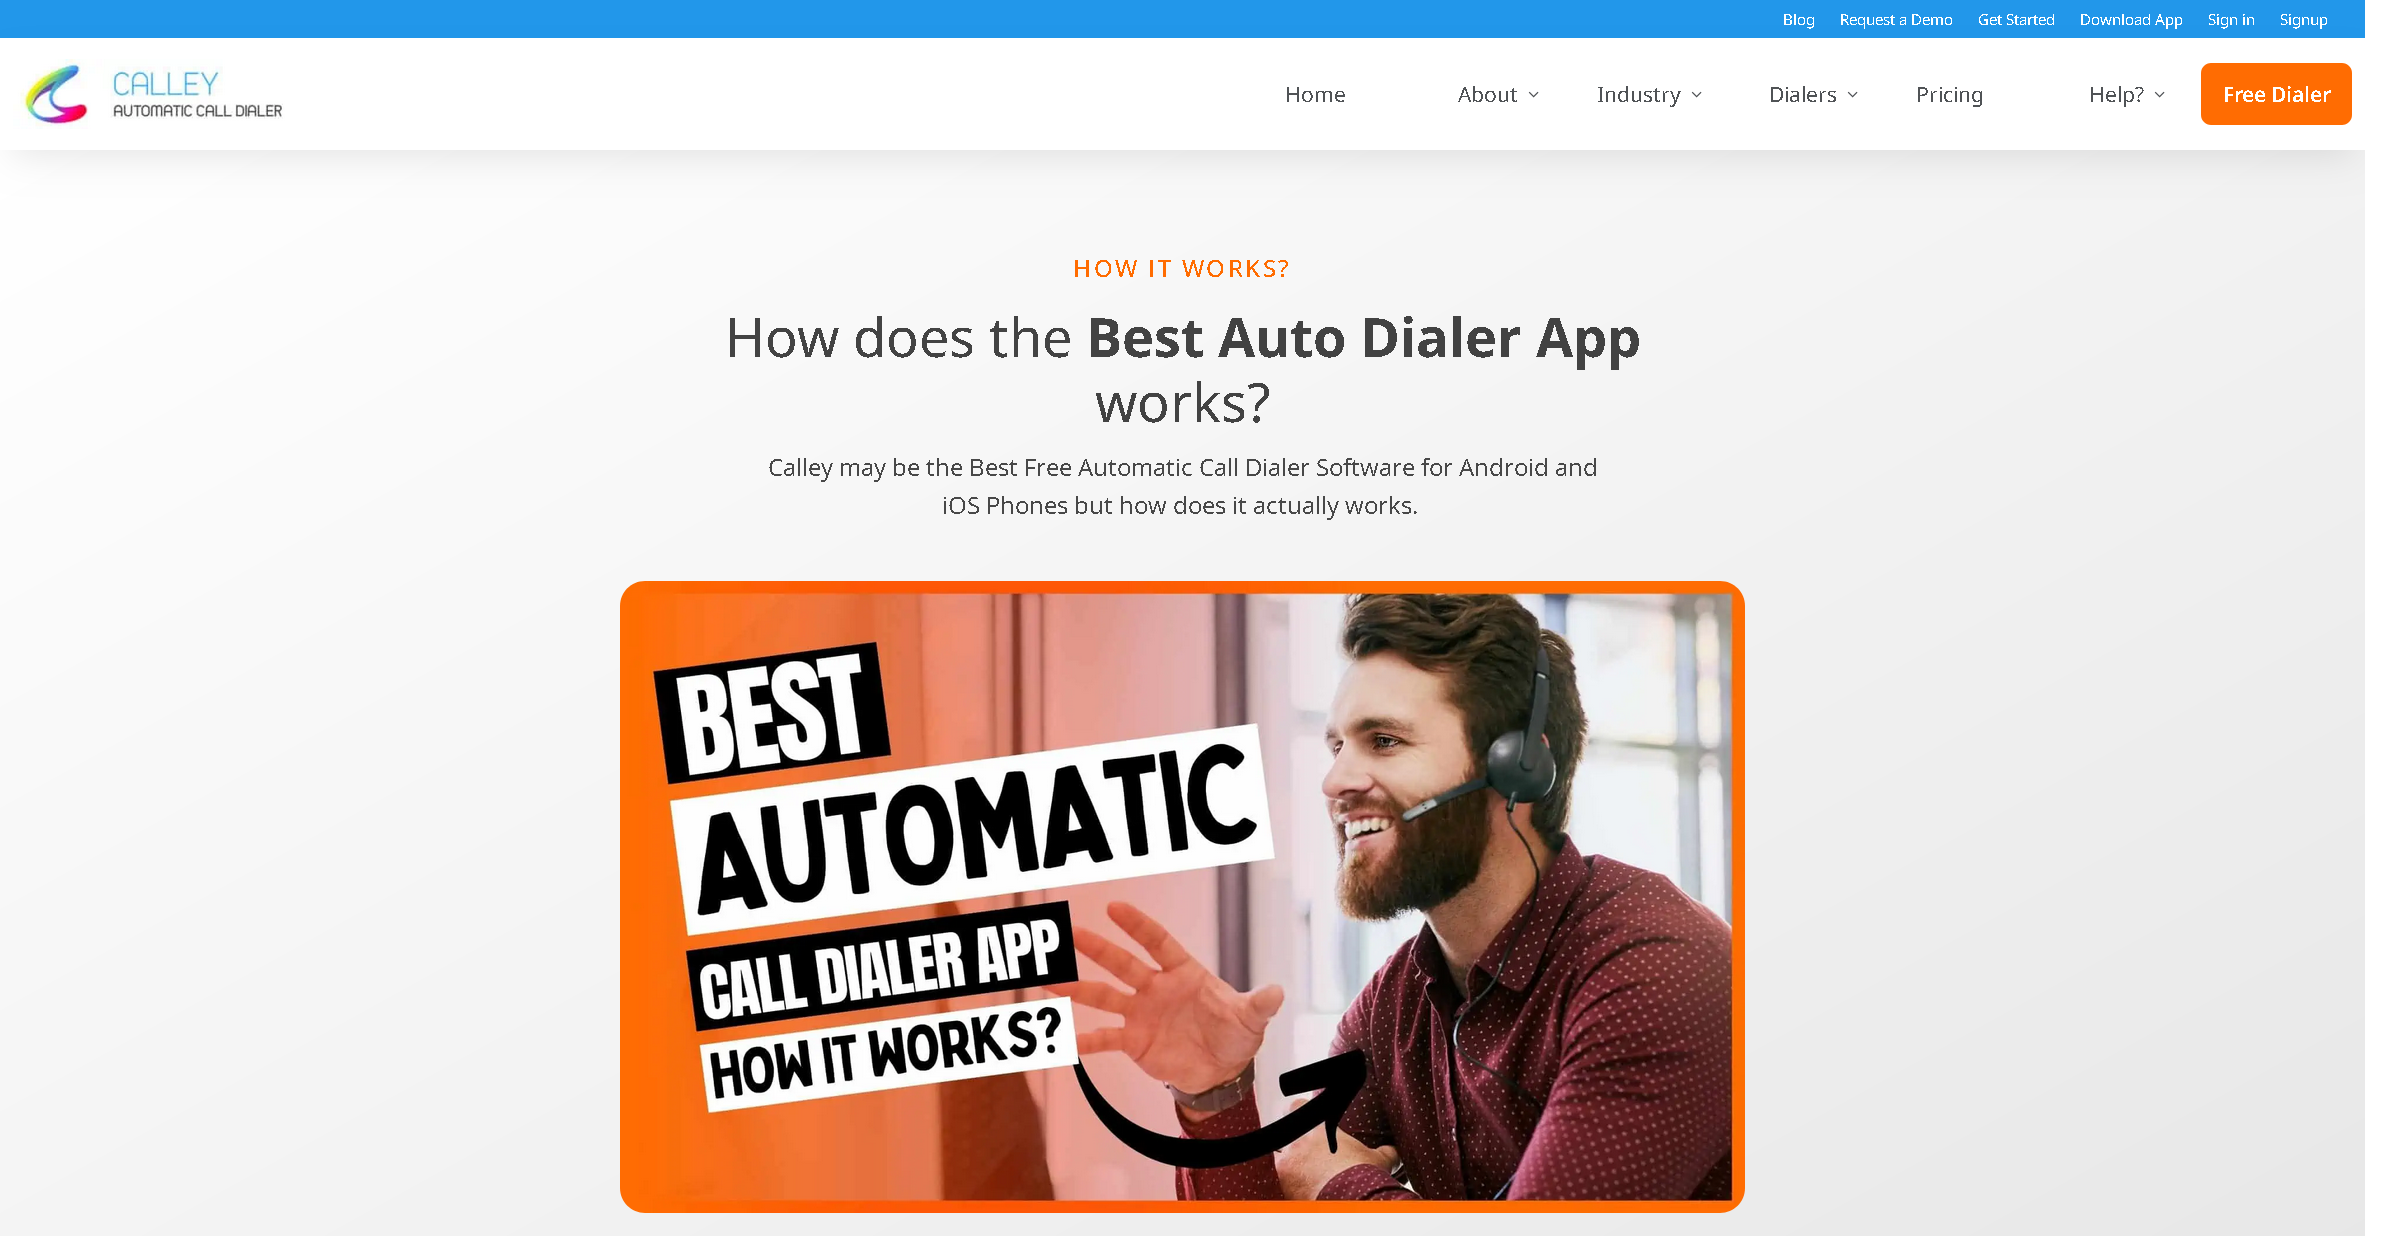 Blog Request a Demo Get Started Download App Sign in Signup
CALLEY
AUTOMATIC CALL DIALER
Home About Industry Dialers Pricing Help? Free Dialer
HOW IT WORKS?
How does the Best Auto Dialer App
works?
Calley may be the Best Free Automatic Call Dialer Software for Android and
iOS Phones but how does it actually works.
BEST
AUTOMATIC
CALL DIALER APP
HOW IT WORKS?